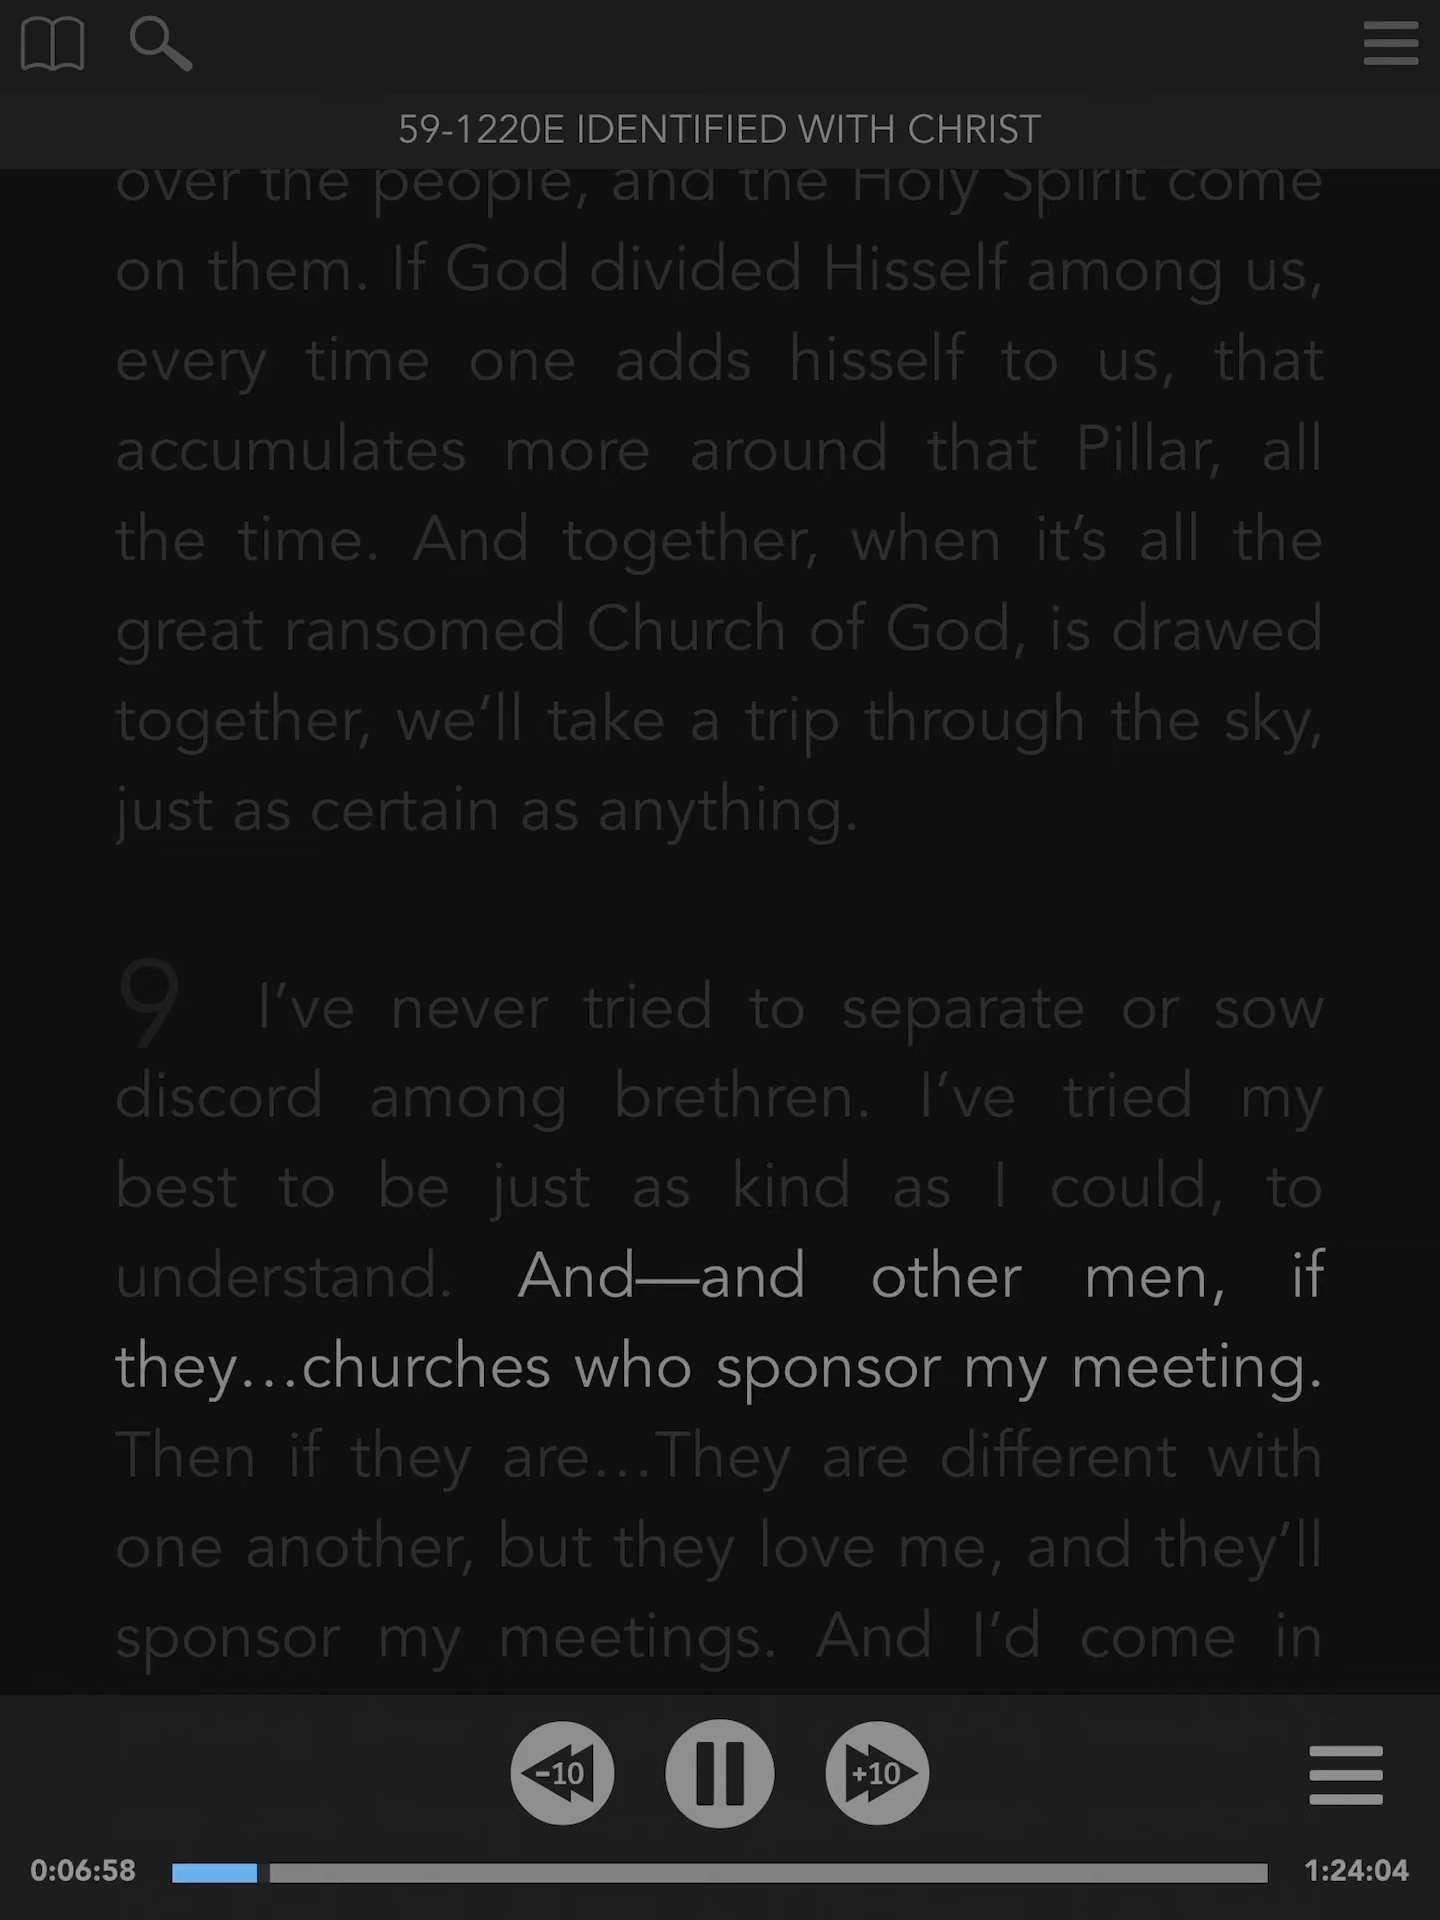 59-1220E IDENTIFIED WITH CHRIST
over the people, and the Holy Spirit come
on them. If God divided Hisself among us,
every time one adds hisself to us, that
accumulates more around that Pillar, all
the time. And together, when it’s all the
great ransomed Church of God, is drawed
together, we’ll take a trip through the sky,
just as certain as anything.
9 I’ve never tried to separate or sow
discord among brethren. I’ve tried my
best to be just as kind as I could, to
understand. And—and other men, if
they…churches who sponsor my meeting.
Then if they are…They are different with
one another, but they love me, and they’ll
sponsor my meetings. And I’d come in
-10 +10
0:06:58 1:24:04